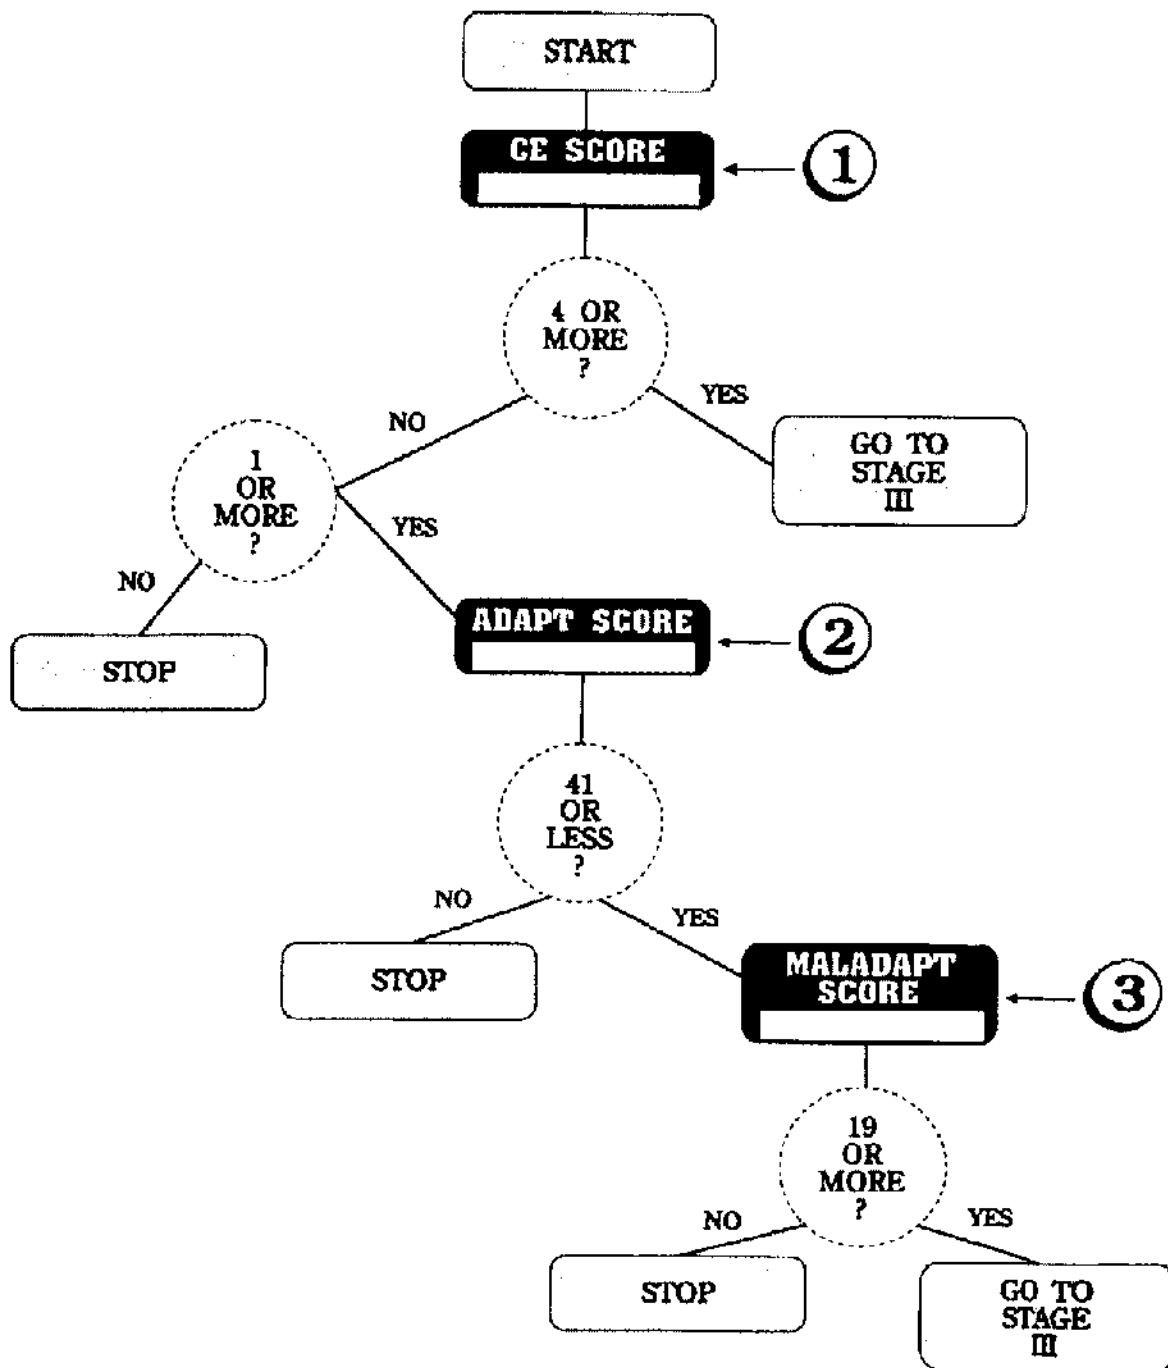 START
CE SCORE
1
4 OR
MORE
?
NO
YES
GO TO
STAGE
III
1
OR
MORE
?
NO
YES
STOP
ADAPT SCORE
2
41
OR
LESS
?
NO
YES
STOP
MALADAPT
SCORE
3
19
OR
MORE
?
NO
YES
STOP
GO TO
STAGE
III